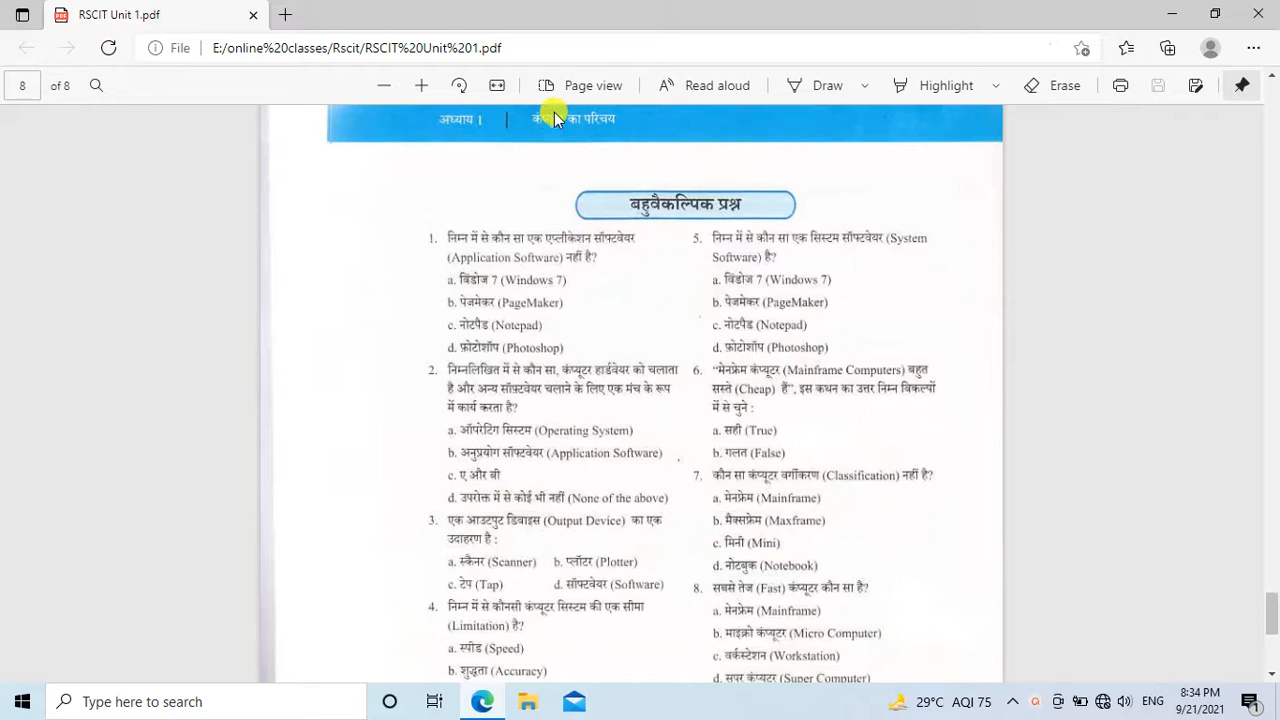 RSCIT Unit 1.pdf
File
E:/online%20classes/Rscit/RSCIT%20Unit%201.pdf
8
of 8
Page view
Read aloud
Draw
Highlight
Erase
अध्याय 1
का परिचय
बहुवैकल्पिक प्रश्न
1. निम्न में से कौन सा एक एप्लीकेशन सॉफ्टवेयर
(Application Software) नहीं है?
a. विंडोज 7 (Windows 7)
b. पेजमेकर (PageMaker)
c. नोटपैड (Notepad)
d. फ़ोटोशॉप (Photoshop)
2. निम्नलिखित में से कौन सा, कंप्यूटर हार्डवेयर को चलाता
है और अन्य सॉफ़्टवेयर चलाने के लिए एक मंच के रूप
में कार्य करता है?
a. ऑपरेटिंग सिस्टम (Operating System)
b. अनुप्रयोग सॉफ्टवेयर (Application Software)
c. ए और बी
d. उपरोक्त में से कोई भी नहीं (None of the above)
3. एक आउटपुट डिवाइस (Output Device) का एक
उदाहरण है :
a. स्कैनर (Scanner) b. प्लॉटर (Plotter)
c. टेप (Tap) d. सॉफ्टवेयर (Software)
4. निम्न में से कौनसी कंप्यूटर सिस्टम की एक सीमा
(Limitation) है?
a. स्पीड (Speed)
b. शुद्धता (Accuracy)
5. निम्न में से कौन सा एक सिस्टम सॉफ्टवेयर (System
Software) है?
a. विंडोज 7 (Windows 7)
b. पेजमेकर (PageMaker)
c. नोटपैड (Notepad)
d. फ़ोटोशॉप (Photoshop)
6. "मेनफ्रेम कंप्यूटर (Mainframe Computers) बहुत
सस्ते (Cheap) हैं", इस कथन का उत्तर निम्न विकल्पों
में से चुने :
a. सही (True)
b. गलत (False)
7. कौन सा कंप्यूटर वर्गीकरण (Classification) नहीं है?
a. मेनफ्रेम (Mainframe)
b. मैक्सफ्रेम (Maxframe)
c. मिनी (Mini)
d. नोटबुक (Notebook)
8. सबसे तेज (Fast) कंप्यूटर कौन सा है?
a. मेनफ्रेम (Mainframe)
b. माइक्रो कंप्यूटर (Micro Computer)
c. वर्कस्टेशन (Workstation)
d. सुपर कंप्यूटर (Super Computer)
Type here to search
29°C AQI 75
ENG
8:34 PM
9/21/2021